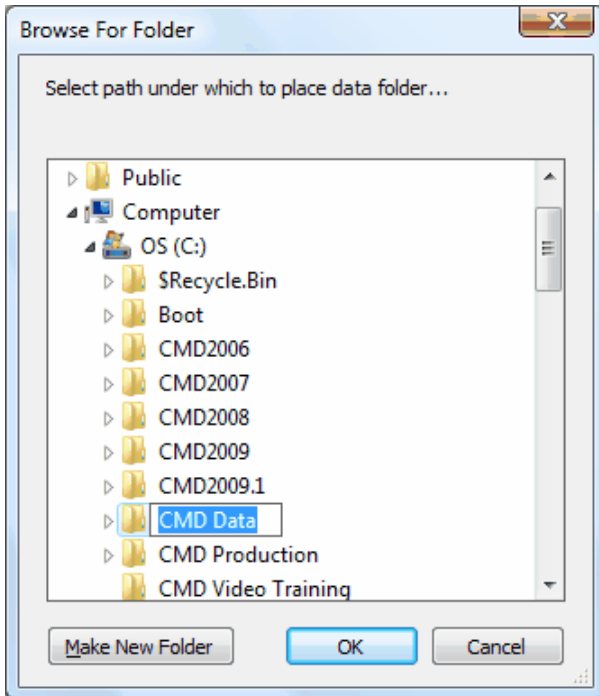 Browse For Folder
Select path under which to place data folder...
Public
Computer
OS (C:)
$Recycle.Bin
Boot
CMD2006
CMD2007
CMD2008
CMD2009
CMD2009.1
CMD Data
CMD Production
CMD Video Training
Make New Folder
OK
Cancel